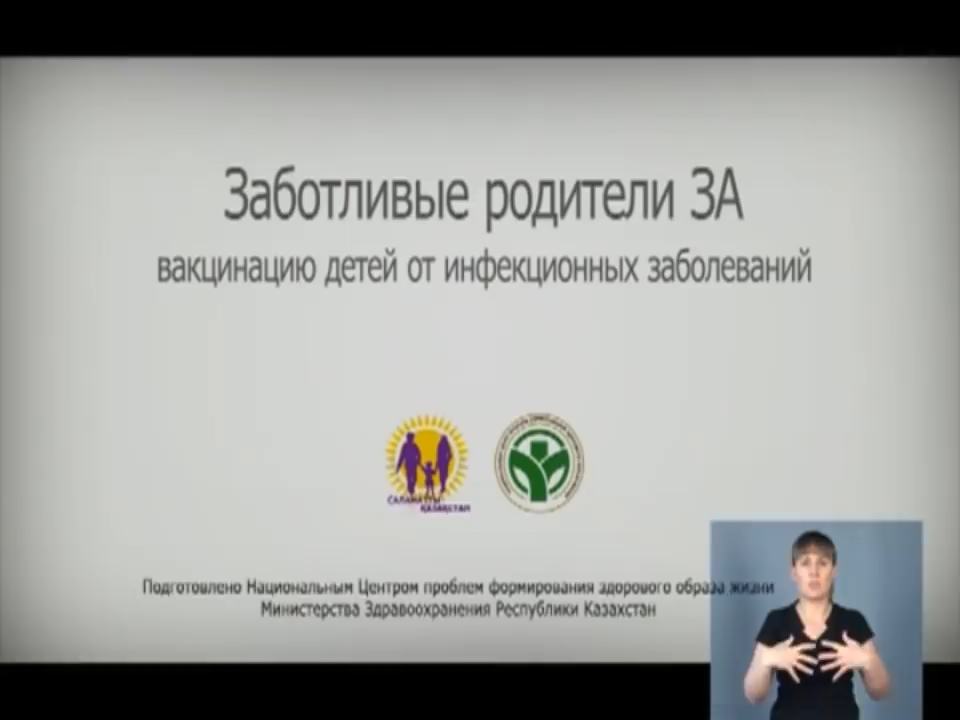 Заботливые родители ЗА
вакцинацию детей от инфекционных заболеваний
САЛАМАТТЫ
ҚАЗАҚСТАН
Подготовлено Национальным Центром проблем формирования здорового образа жизни
Министерства Здравоохранения Республики Казахстан